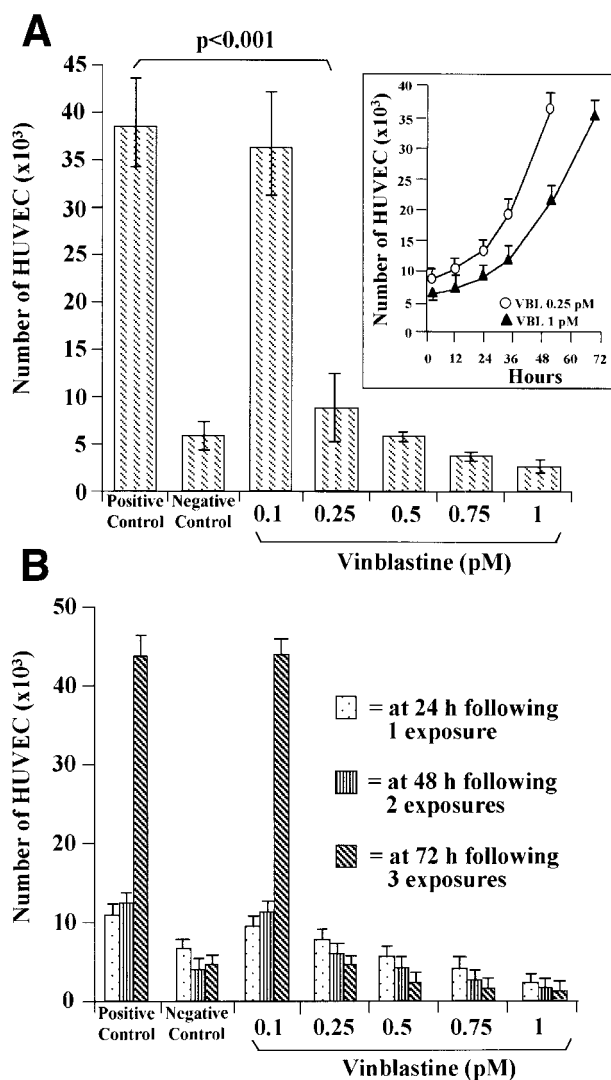 A
p<0.001
Number of HUVEC (x10³)
45
40
35
30
25
20
15
10
5
0
Positive Control
Negative Control
0.1
0.25
0.5
0.75
1
Vinblastine (pM)
Number of HUVEC (x10³)
40
35
30
25
20
15
10
5
0
VBL 0.25 pM
VBL 1 pM
0 12 24 36 48 60 72
Hours
B
Number of HUVEC (x10³)
50
40
30
20
10
0
= at 24 h following
1 exposure
= at 48 h following
2 exposures
= at 72 h following
3 exposures
Positive Control
Negative Control
0.1
0.25
0.5
0.75
1
Vinblastine (pM)